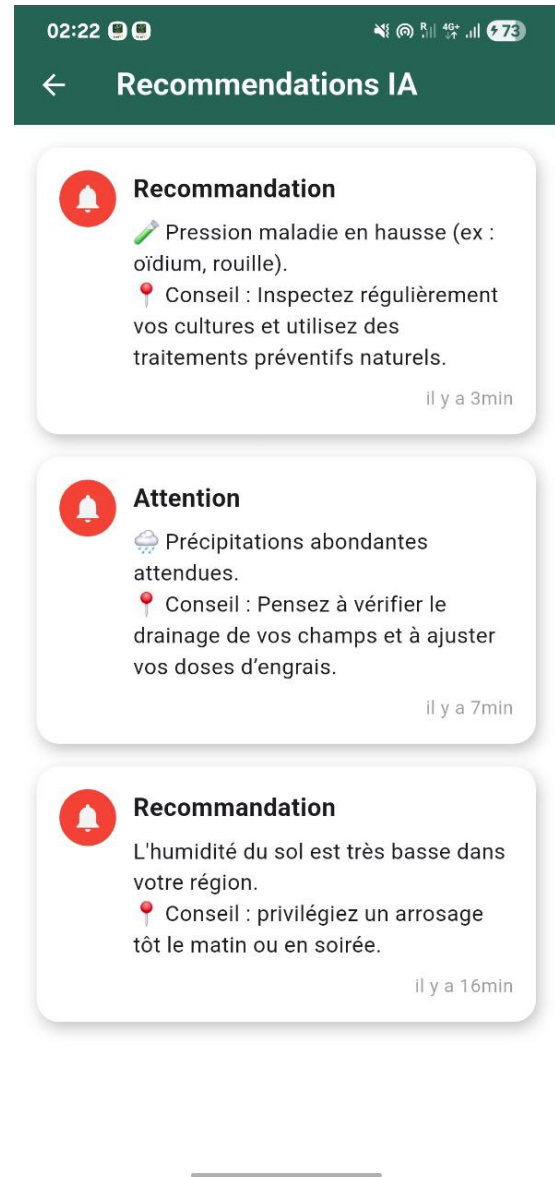 02:22
R 4G+ 73
Recommendations IA
Recommandation
🧪 Pression maladie en hausse (ex :
oïdium, rouille).
📍 Conseil : Inspectez régulièrement
vos cultures et utilisez des
traitements préventifs naturels.
il y a 3min
Attention
🌧️ Précipitations abondantes
attendues.
📍 Conseil : Pensez à vérifier le
drainage de vos champs et à ajuster
vos doses d’engrais.
il y a 7min
Recommandation
L'humidité du sol est très basse dans
votre région.
📍 Conseil : privilégiez un arrosage
tôt le matin ou en soirée.
il y a 16min